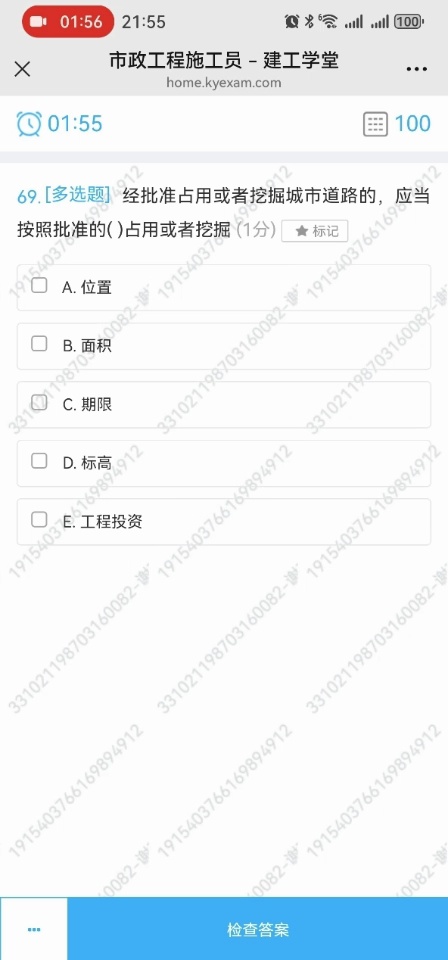 01:56 21:55 100
市政工程施工员 - 建工学堂
home.kyexam.com
01:55 100
69.[多选题] 经批准占用或者挖掘城市道路的，应当
按照批准的( )占用或者挖掘 (1分) ★ 标记
A. 位置
B. 面积
C. 期限
D. 标高
E. 工程投资
1915403766169894912
331021198703160082-谢
检查答案